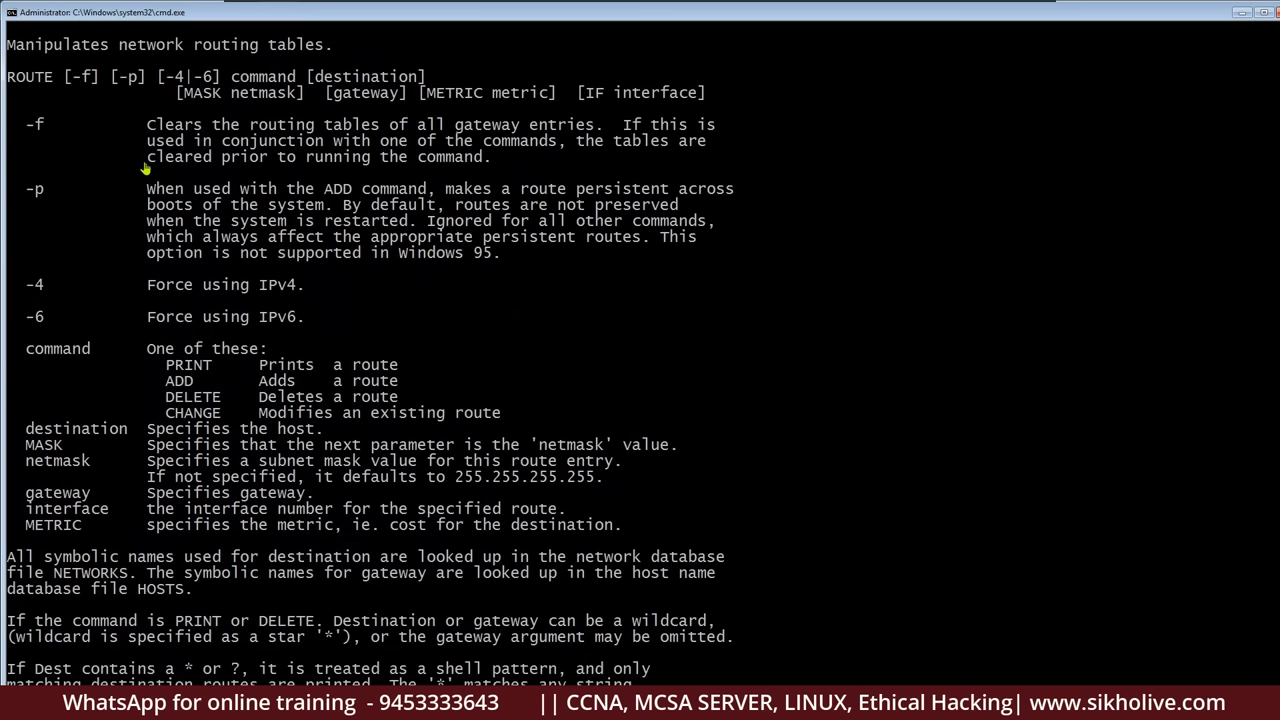 Administrator: C:\Windows\system32\cmd.exe
Manipulates network routing tables.
ROUTE [-f] [-p] [-4|-6] command [destination]
[MASK netmask]  [gateway] [METRIC metric]  [IF interface]
-f Clears the routing tables of all gateway entries.  If this is
used in conjunction with one of the commands, the tables are
cleared prior to running the command.
-p When used with the ADD command, makes a route persistent across
boots of the system. By default, routes are not preserved
when the system is restarted. Ignored for all other commands,
which always affect the appropriate persistent routes. This
option is not supported in Windows 95.
-4 Force using IPv4.
-6 Force using IPv6.
command One of these:
PRINT Prints a route
ADD Adds a route
DELETE Deletes a route
CHANGE Modifies an existing route
destination Specifies the host.
MASK Specifies that the next parameter is the 'netmask' value.
netmask Specifies a subnet mask value for this route entry.
If not specified, it defaults to 255.255.255.255.
gateway Specifies gateway.
interface the interface number for the specified route.
METRIC specifies the metric, ie. cost for the destination.
All symbolic names used for destination are looked up in the network database
file NETWORKS. The symbolic names for gateway are looked up in the host name
database file HOSTS.
If the command is PRINT or DELETE. Destination or gateway can be a wildcard,
(wildcard is specified as a star '*'), or the gateway argument may be omitted.
If Dest contains a * or ?, it is treated as a shell pattern, and only
matching destination routes are printed. The '*' matches any string,
WhatsApp for online training - 9453333643 || CCNA, MCSA SERVER, LINUX, Ethical Hacking| www.sikholive.com